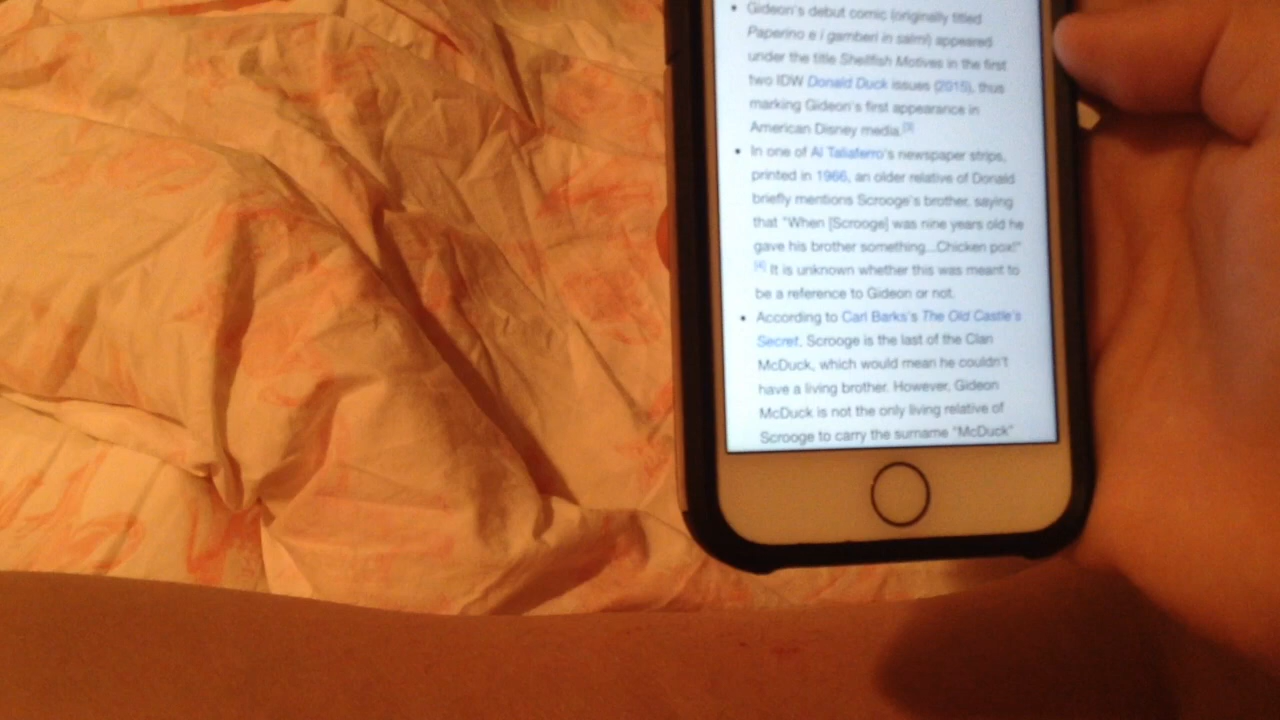 Gideon's debut comic (originally titled
Paperino e i gamberi in salmì) appeared
under the title Shellfish Motives in the first
two IDW Donald Duck issues (2015), thus
marking Gideon's first appearance in
American Disney media.[3]
In one of Al Taliaferro's newspaper strips,
printed in 1966, an older relative of Donald
briefly mentions Scrooge's brother, saying
that "When [Scrooge] was nine years old he
gave his brother something...Chicken pox!"
[4] It is unknown whether this was meant to
be a reference to Gideon or not.
According to Carl Barks's The Old Castle's
Secret, Scrooge is the last of the Clan
McDuck, which would mean he couldn't
have a living brother. However, Gideon
McDuck is not the only living relative of
Scrooge to carry the surname "McDuck"